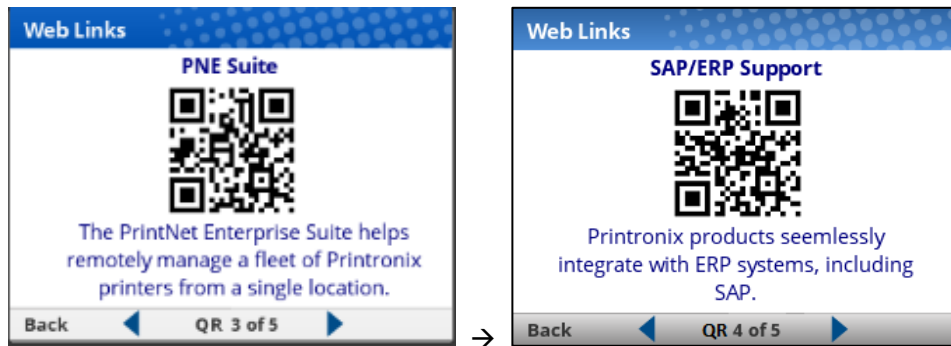 Web Links
PNE Suite
The PrintNet Enterprise Suite helps
remotely manage a fleet of Printronix
printers from a single location.
Back
QR 3 of 5
→
Web Links
SAP/ERP Support
Printronix products seemlessly
integrate with ERP systems, including
SAP.
Back
QR 4 of 5